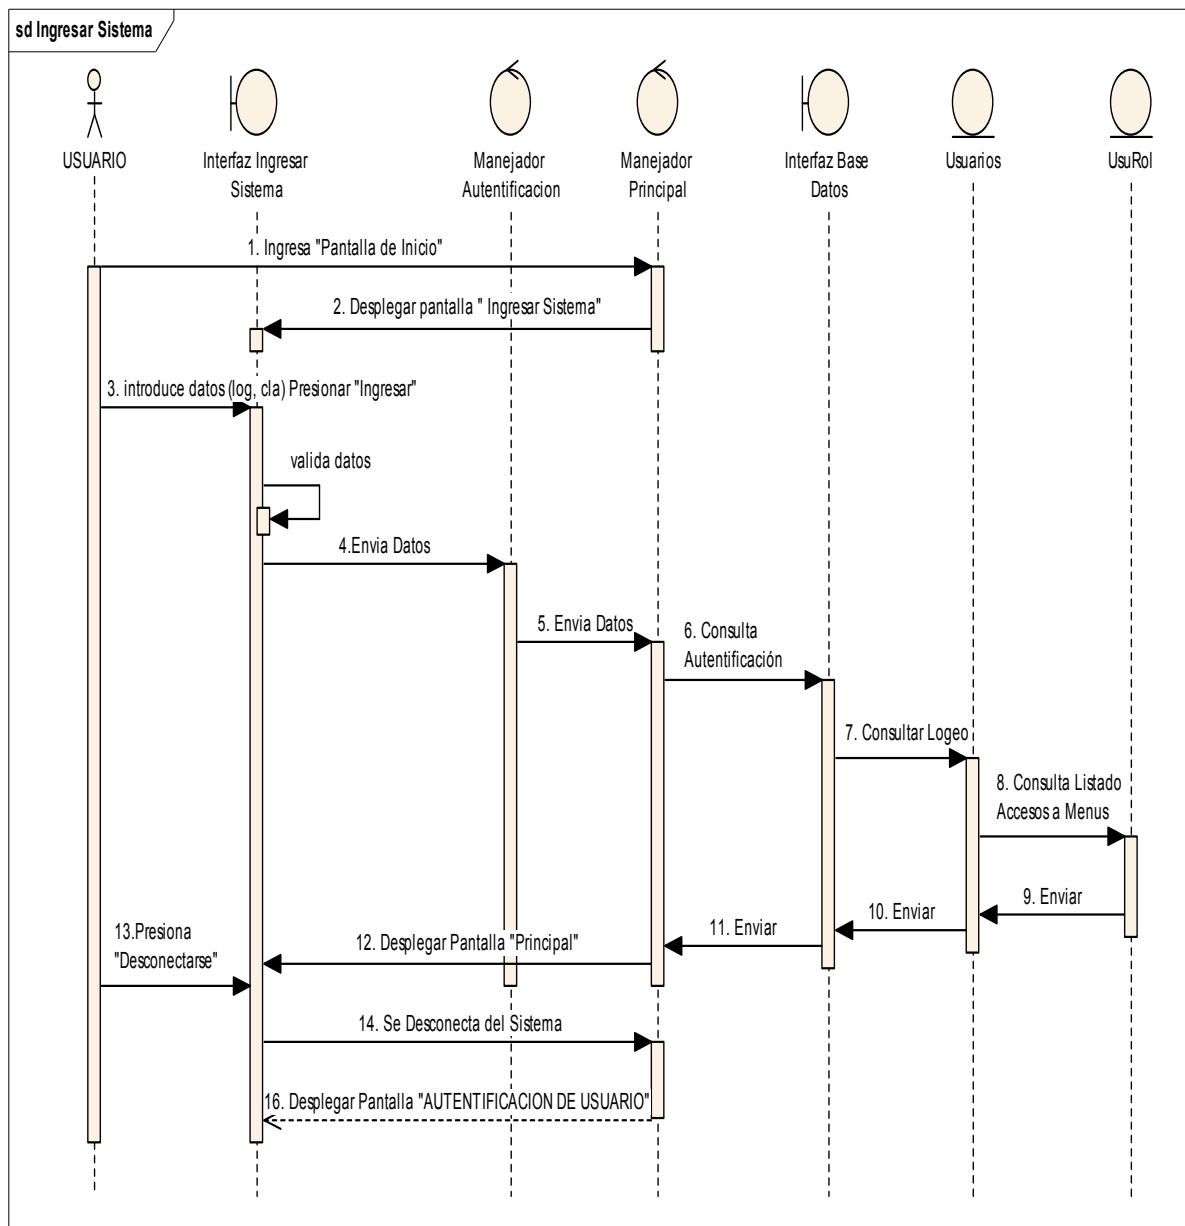 sd Ingresar Sistema
USUARIO
Interfaz Ingresar
Sistema
Manejador
Autentificacion
Manejador
Principal
Interfaz Base
Datos
Usuarios
UsuRol
1. Ingresa "Pantalla de Inicio"
2. Desplegar pantalla " Ingresar Sistema"
3. introduce datos (log, cla) Presionar "Ingresar"
valida datos
4.Envia Datos
5. Envia Datos
6. Consulta
Autentificación
7. Consultar Logeo
8. Consulta Listado
Accesos a Menus
9. Enviar
10. Enviar
11. Enviar
12. Desplegar Pantalla "Principal"
13.Presiona
"Desconectarse"
14. Se Desconecta del Sistema
16. Desplegar Pantalla "AUTENTIFICACION DE USUARIO"